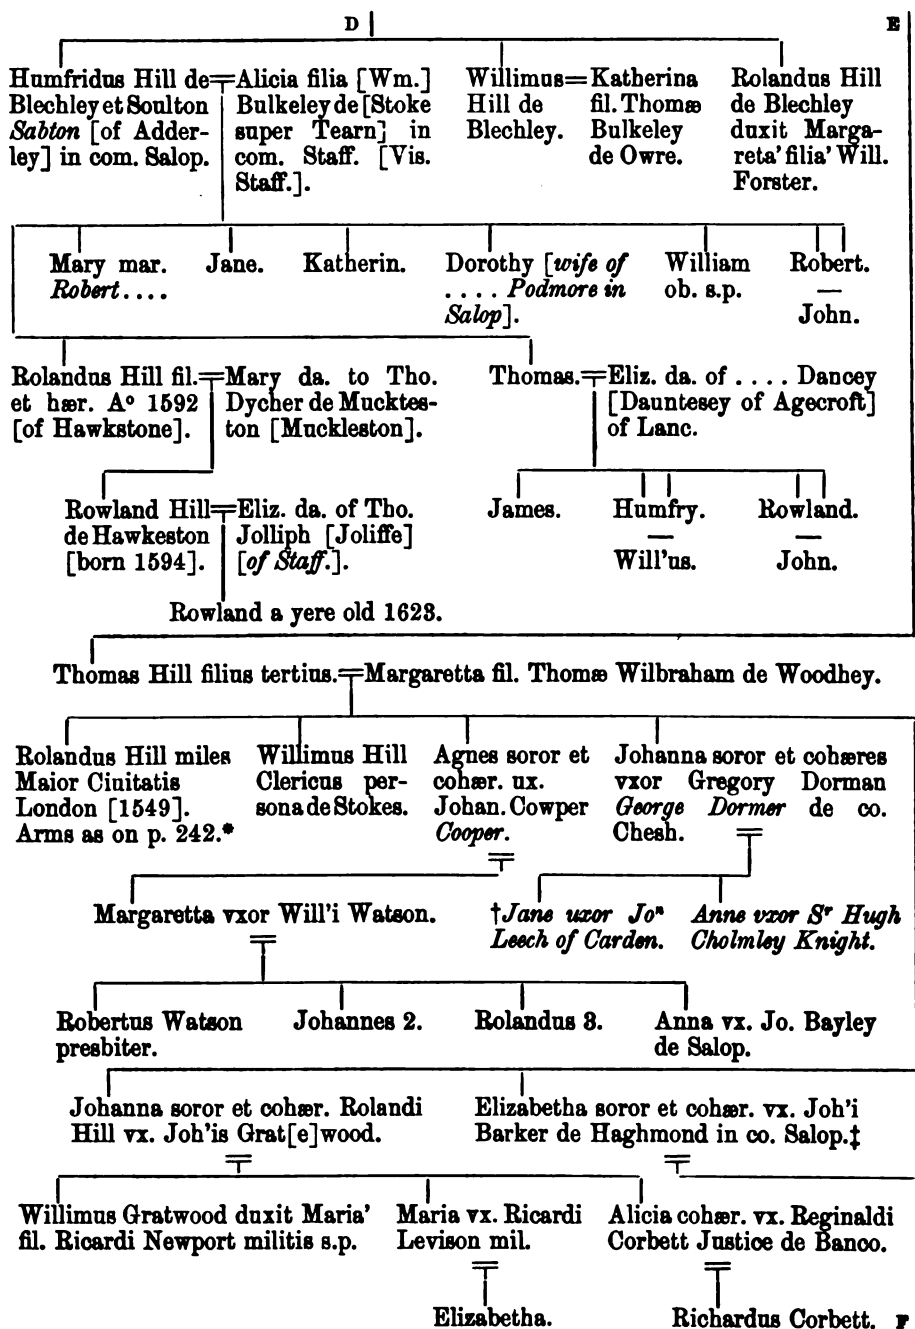 D E
Humfridus Hill de
Blechley et Soulton
Sabton [of Adder-
ley] in com. Salop.
Alicia filia [Wm.]
Bulkeley de [Stoke
super Tearn] in
com. Staff. [Vis.
Staff.].
Willimus
Hill de
Blechley.
Katherina
fil. Thomæ
Bulkeley
de Owre.
Rolandus Hill
de Blechley
duxit Marga-
reta' filia' Will.
Forster.
Mary mar.
Robert....
Jane.
Katherin.
Dorothy [wife of
.... Podmore in
Salop].
William
ob. s.p.
Robert.
—
John.
Rolandus Hill fil.
et hær. Aº 1592
[of Hawkstone].
Mary da. to Tho.
Dycher de Muckles-
ton [Muckleston].
Thomas.
Eliz. da. of .... Dancey
[Dauntesey of Agecroft]
of Lanc.
Rowland Hill
de Hawkeston
[born 1594].
Eliz. da. of Tho.
Jolliph [Joliffe]
[of Staff.].
James.
Humfry.
—
Will'us.
Rowland.
—
John.
Rowland a yere old 1623.
Thomas Hill filius tertius. Margaretta fil. Thomæ Wilbraham de Woodhey.
Rolandus Hill miles
Maior Ciuitatis
London [1549].
Arms as on p. 242.*
Willimus Hill
Clericus per-
sona de Stokes.
Agnes soror et
cohær. ux.
Johan. Cowper
Cooper.
Johanna soror et cohæres
vxor Gregory Dorman
George Dormer de co.
Chesh.
Margaretta vxor Will'i Watson.
†Jane uxor Joⁿ
Leech of Carden.
Anne vxor Sʳ Hugh
Cholmley Knight.
Robertus Watson
presbiter.
Johannes 2.
Rolandus 3.
Anna vx. Jo. Bayley
de Salop.
Johanna soror et cohær. Rolandi
Hill vx. Joh'is Grat[e]wood.
Elizabetha soror et cohær. vx. Joh'i
Barker de Haghmond in co. Salop.‡
Willimus Gratwood duxit Maria'
fil. Ricardi Newport militis s.p.
Maria vx. Ricardi
Levison mil.
Alicia cohær. vx. Reginaldi
Corbett Justice de Banco.
Elizabetha.
Richardus Corbett. F